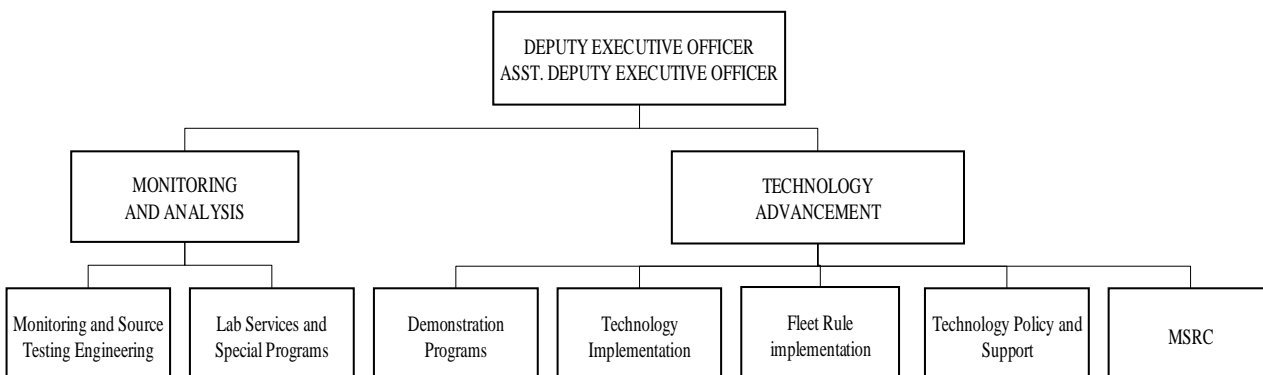 DEPUTY EXECUTIVE OFFICER
ASST. DEPUTY EXECUTIVE OFFICER
MONITORING
AND ANALYSIS
TECHNOLOGY
ADVANCEMENT
Monitoring and Source
Testing Engineering
Lab Services and
Special Programs
Demonstration
Programs
Technology
Implementation
Fleet Rule
implementation
Technology Policy and
Support
MSRC